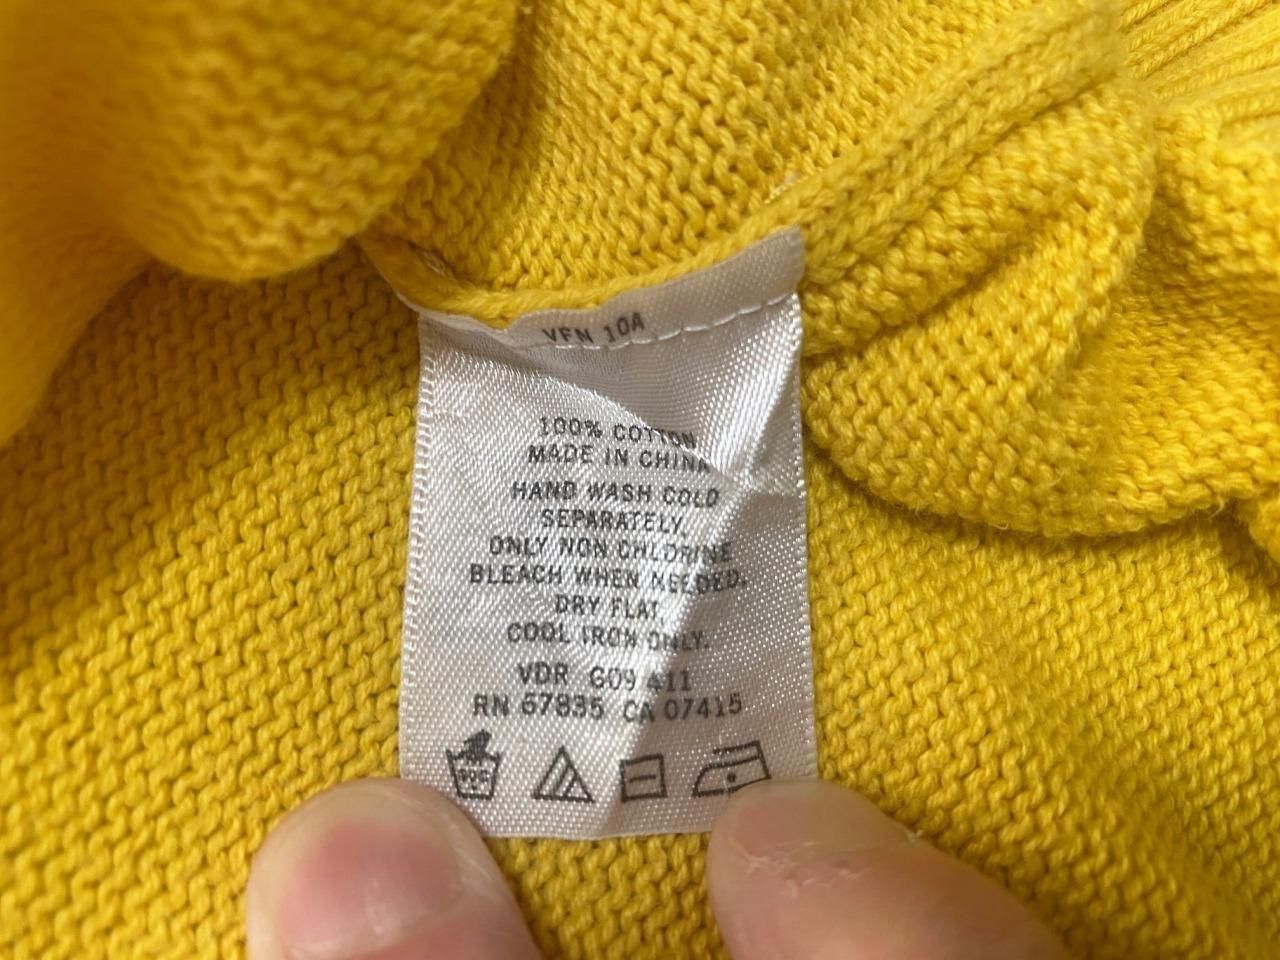 VFN 10A
100% COTTON
MADE IN CHINA
HAND WASH COLD
SEPARATELY,
ONLY NON CHLORINE
BLEACH WHEN NEEDED.
DRY FLAT,
COOL IRON ONLY.
VDR G09 411
RN 57835 CA 07415